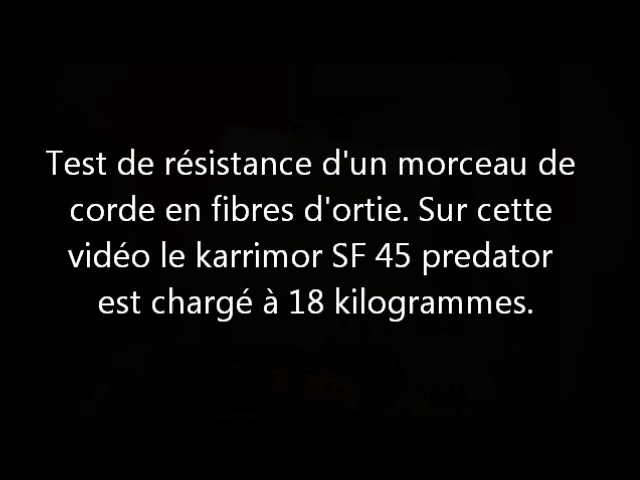 Test de résistance d'un morceau de
corde en fibres d'ortie. Sur cette
vidéo le karrimor SF 45 predator
est chargé à 18 kilogrammes.